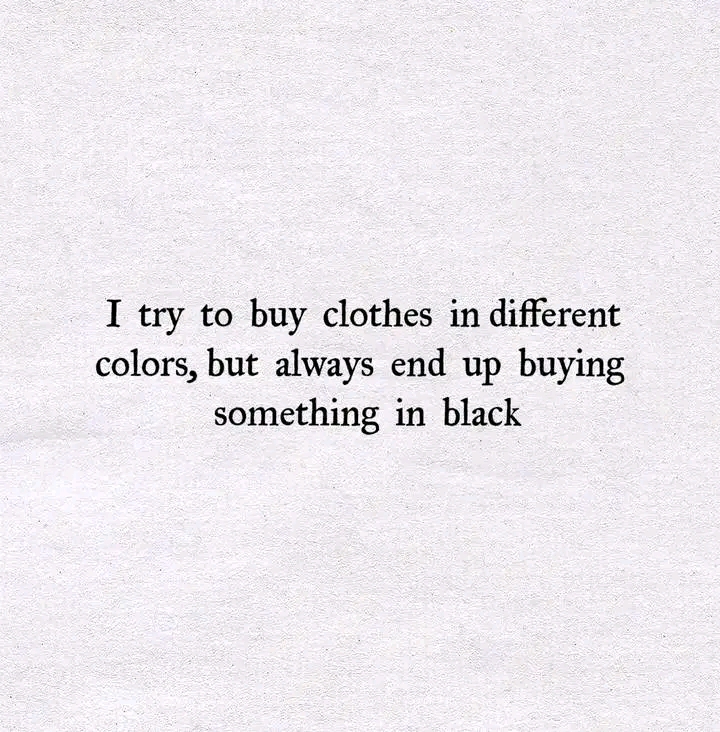 I try to buy clothes in different
colors, but always end up buying
something in black